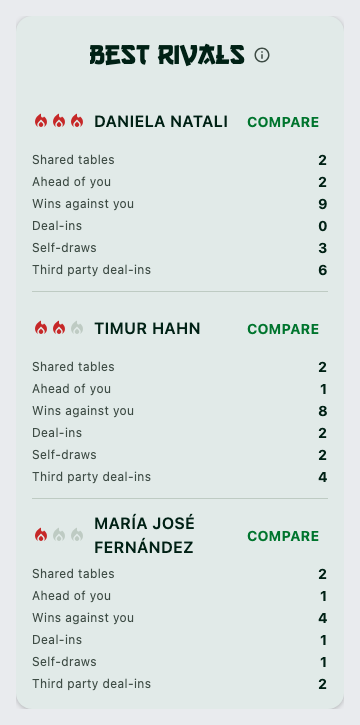 BEST RIVALS
DANIELA NATALI COMPARE
Shared tables 2
Ahead of you 2
Wins against you 9
Deal-ins 0
Self-draws 3
Third party deal-ins 6
TIMUR HAHN COMPARE
Shared tables 2
Ahead of you 1
Wins against you 8
Deal-ins 2
Self-draws 2
Third party deal-ins 4
MARÍA JOSÉ
FERNÁNDEZ COMPARE
Shared tables 2
Ahead of you 1
Wins against you 4
Deal-ins 1
Self-draws 1
Third party deal-ins 2